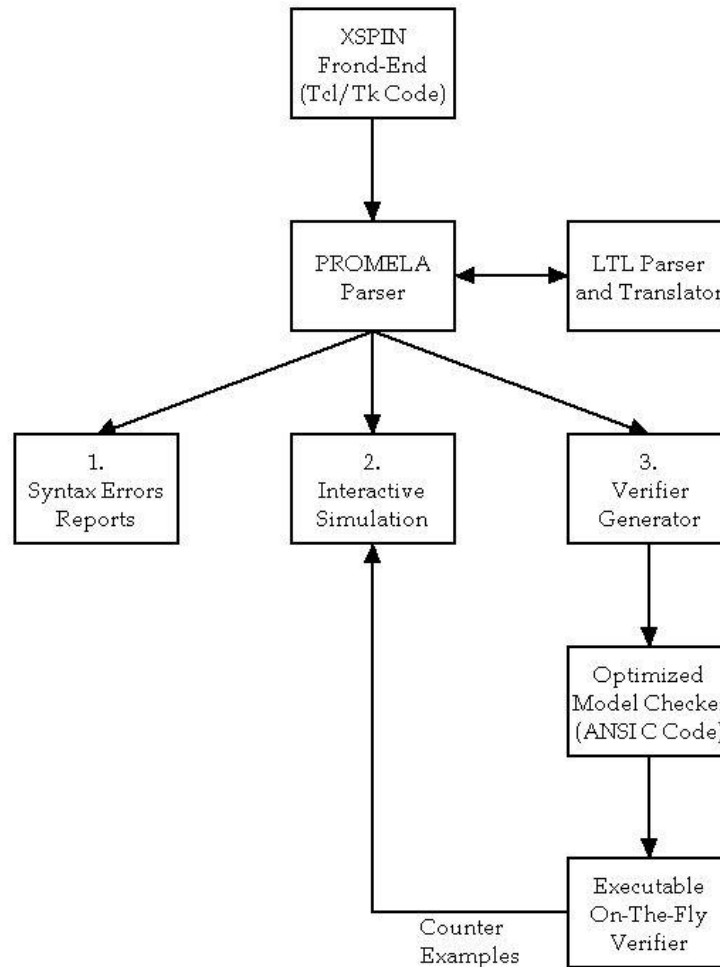 XSPIN
Frond-End
(Tcl/Tk Code)
PROMELA
Parser
LTL Parser
and Translator
1.
Syntax Errors
Reports
2.
Interactive
Simulation
3.
Verifier
Generator
Optimized
Model Checke
(ANSI C Code)
Executable
On-The-Fly
Verifier
Counter
Examples